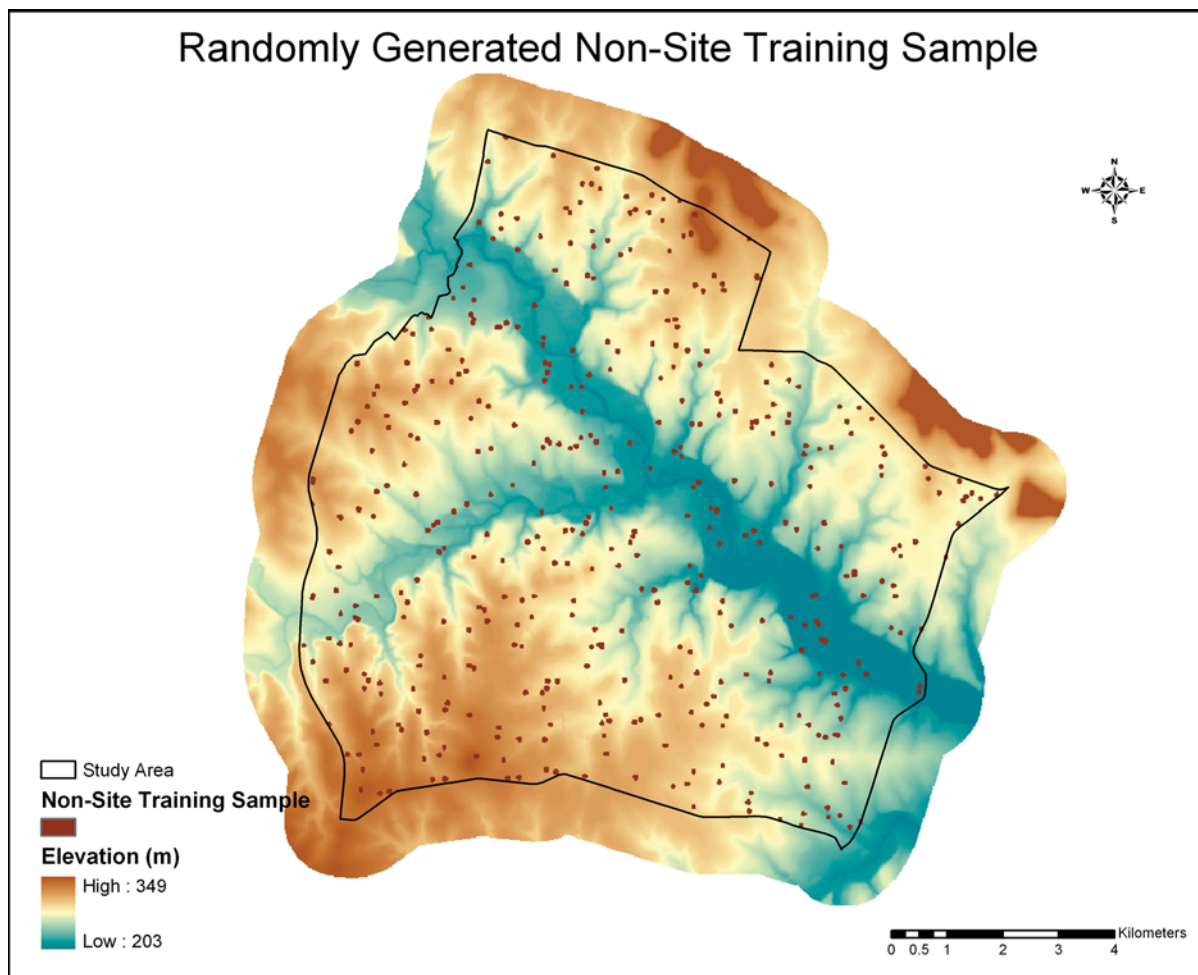 Randomly Generated Non-Site Training Sample
N
W E
S
Study Area
Non-Site Training Sample
Elevation (m)
High : 349
Low : 203
Kilometers
0 0.5 1 2 3 4